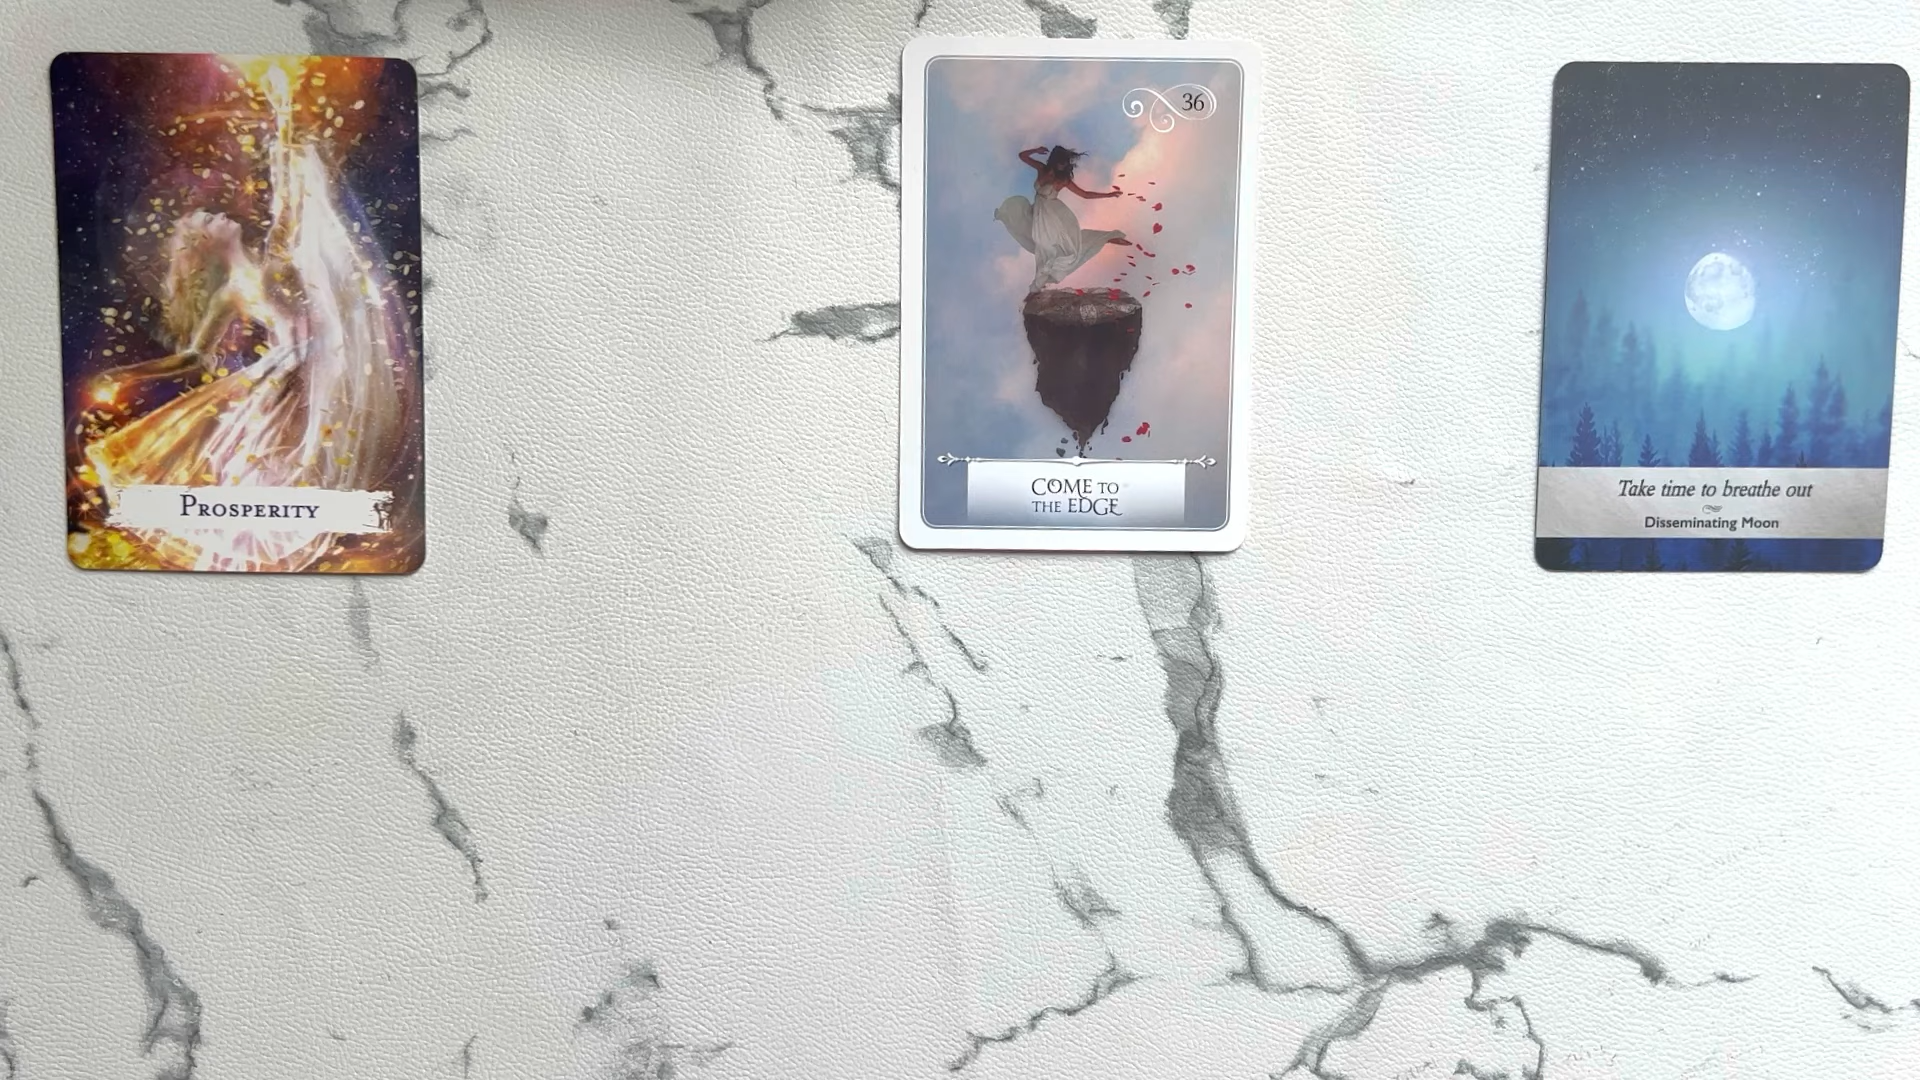 PROSPERITY
36
COME TO
THE EDGE
Take time to breathe out
Disseminating Moon